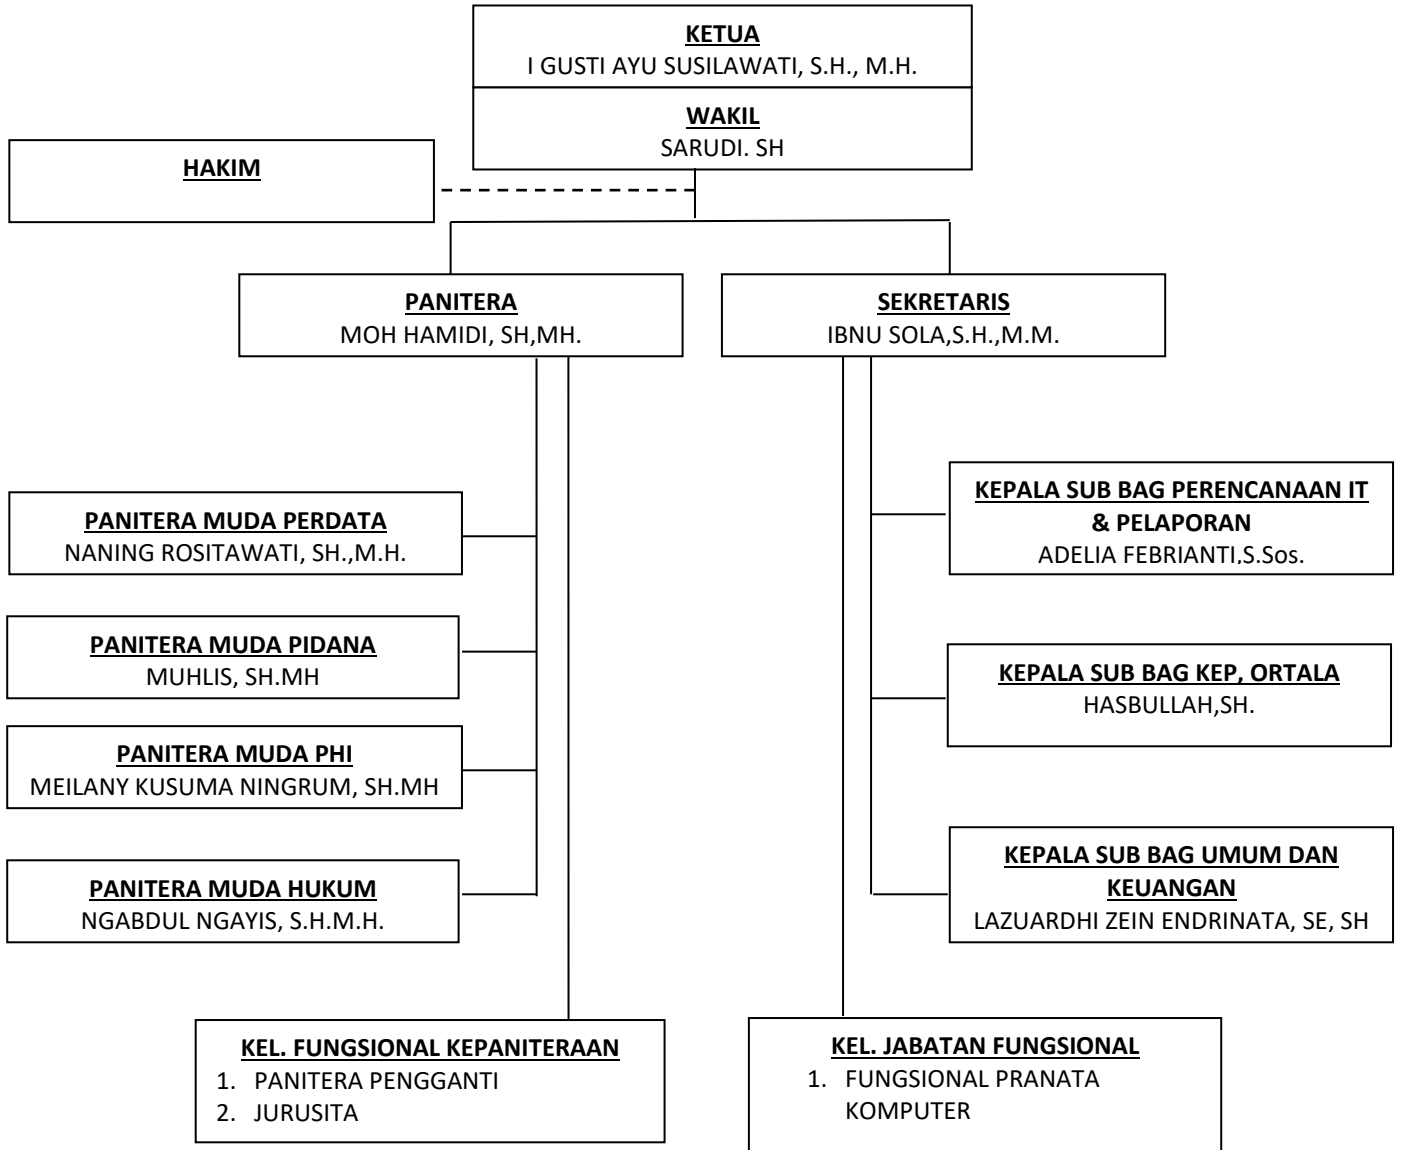 KETUA
I GUSTI AYU SUSILAWATI, S.H., M.H.
WAKIL
SARUDI. SH
HAKIM
PANITERA
MOH HAMIDI, SH,MH.
SEKRETARIS
IBNU SOLA,S.H.,M.M.
PANITERA MUDA PERDATA
NANING ROSITAWATI, SH.,M.H.
PANITERA MUDA PIDANA
MUHLIS, SH.MH
PANITERA MUDA PHI
MEILANY KUSUMA NINGRUM, SH.MH
PANITERA MUDA HUKUM
NGABDUL NGAYIS, S.H.M.H.
KEPALA SUB BAG PERENCANAAN IT
& PELAPORAN
ADELIA FEBRIANTI,S.Sos.
KEPALA SUB BAG KEP, ORTALA
HASBULLAH,SH.
KEPALA SUB BAG UMUM DAN
KEUANGAN
LAZUARDHI ZEIN ENDRINATA, SE, SH
KEL. FUNGSIONAL KEPANITERAAN
1. PANITERA PENGGANTI
2. JURUSITA
KEL. JABATAN FUNGSIONAL
1. FUNGSIONAL PRANATA
KOMPUTER